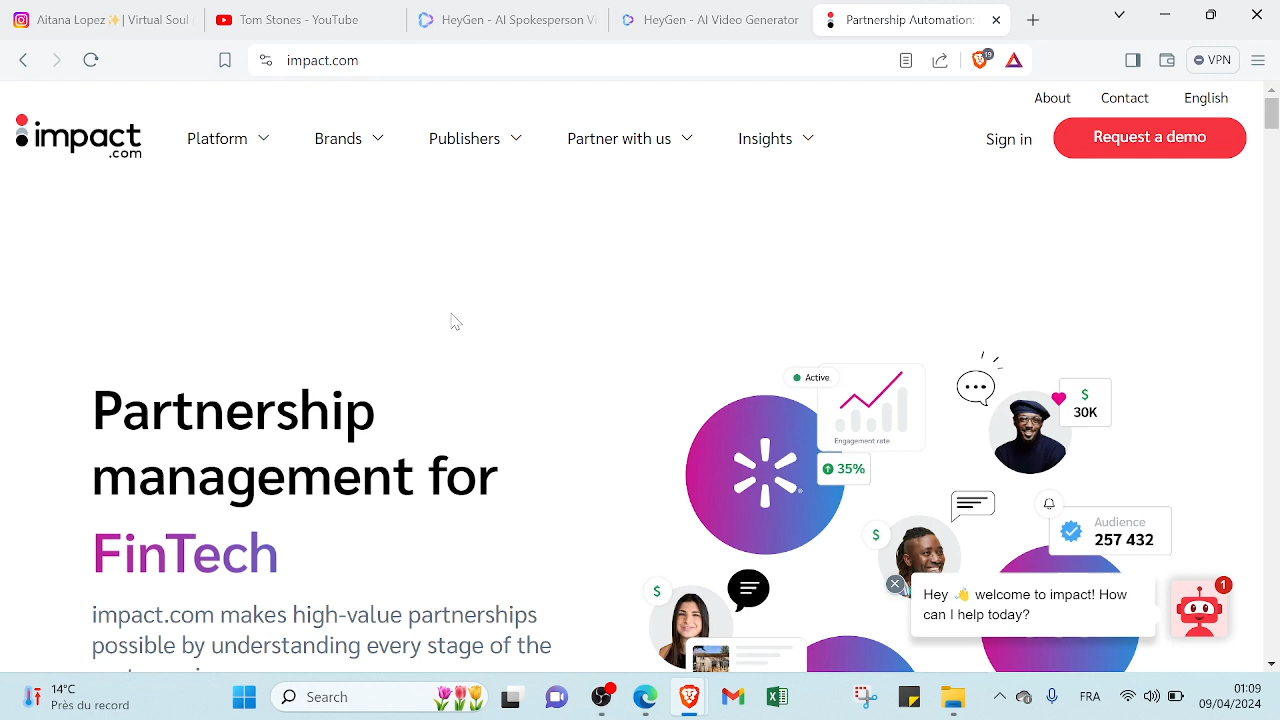 Aitana Lopez✨ | Virtual Soul
Tom Stories - YouTube
HeyGen - AI Spokesperson Vi
HeyGen - AI Video Generator
Partnership Automation:
impact.com
19
VPN
About
Contact
English
impact
.com
Platform
Brands
Publishers
Partner with us
Insights
Sign in
Request a demo
Partnership
management for
FinTech
impact.com makes high-value partnerships
possible by understanding every stage of the
Active
Engagement rate
35%
$
30K
$
Audience
257 432
$
Hey 👋 welcome to impact! How
can I help today?
1
14°C
Près du record
Search
FRA
01:09
09/04/2024